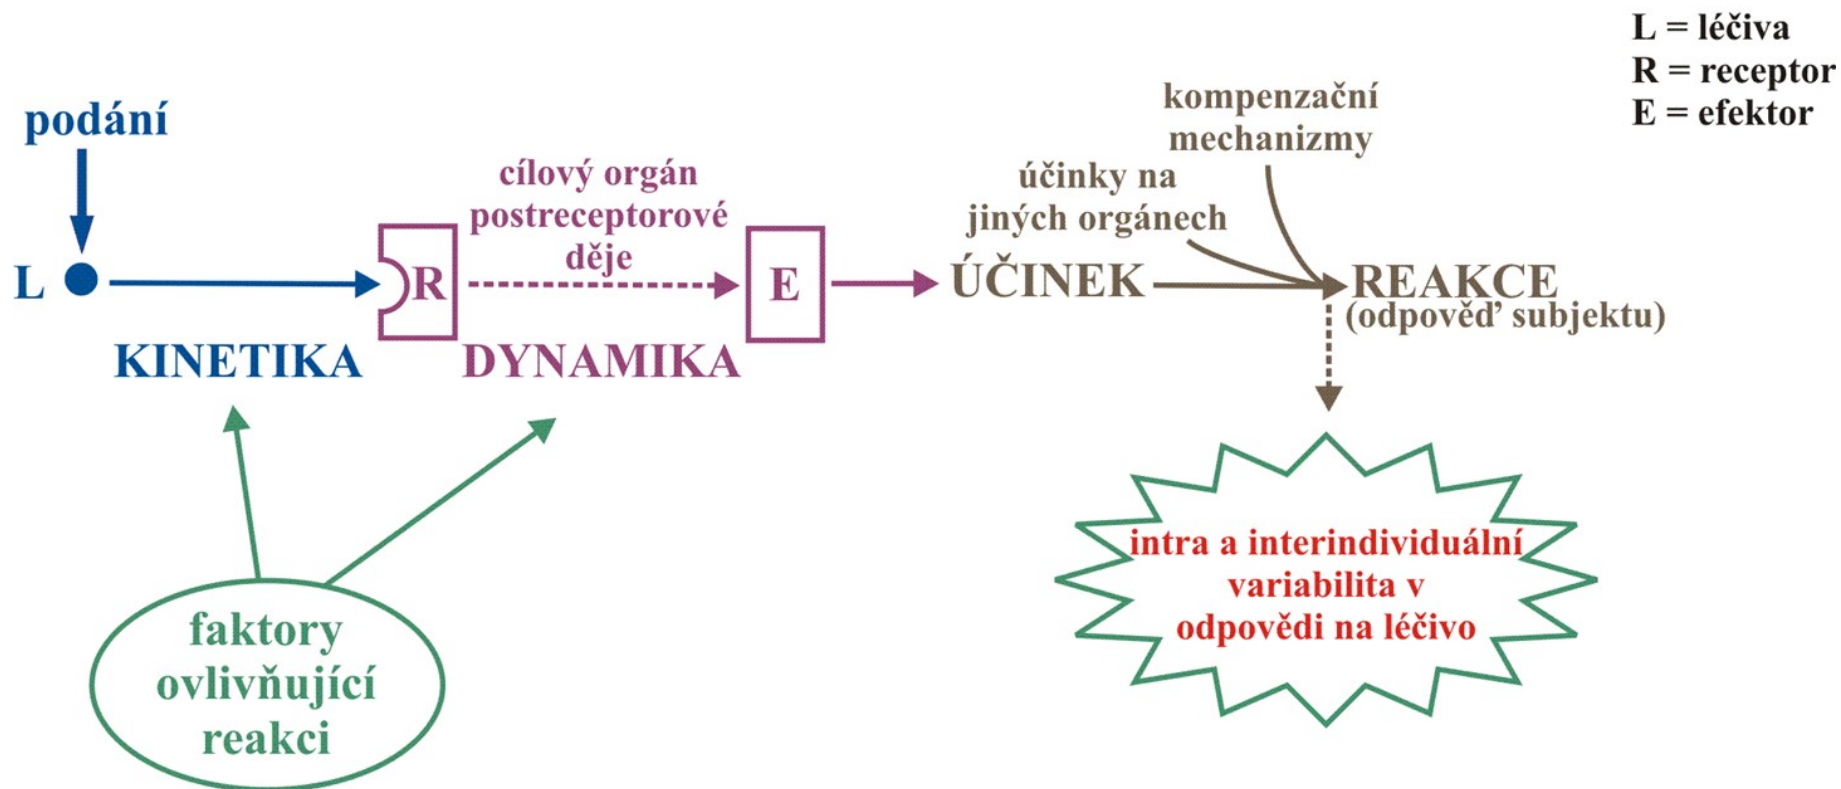 L = léčiva
R = receptor
E = efektor
podání
L
KINETIKA
cílový orgán
postreceptorové
děje
R
E
DYNAMIKA
kompenzační
mechanizmy
účinky na
jiných orgánech
ÚČINEK
REAKCE
(odpověď subjektu)
faktory
ovlivňující
reakci
intra a interindividuální
variabilita v
odpovědi na léčivo